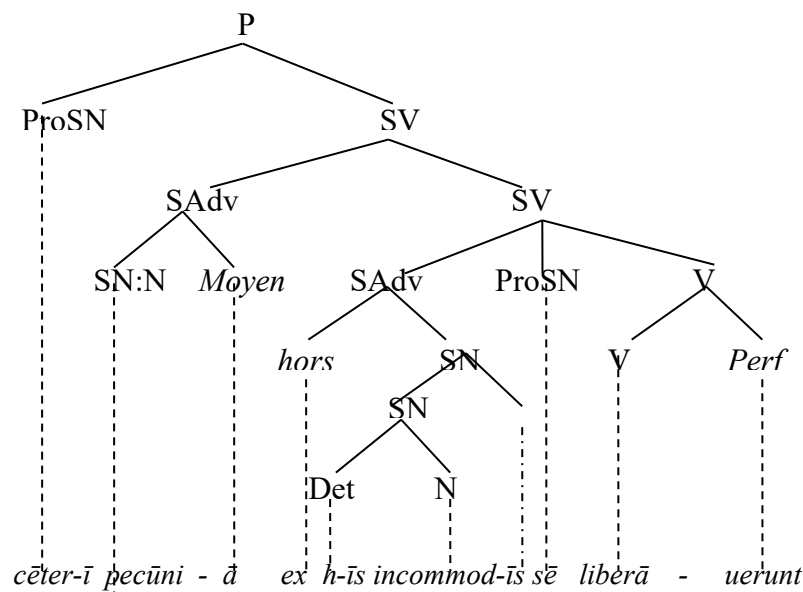 P
ProSN SV
SAdv SV
SN:N Moyen SAdv ProSN V
hors SN V Perf
SN
Det N
cēter-ī pecūni - ā ex h-īs incommod-īs sē līberā - uerunt